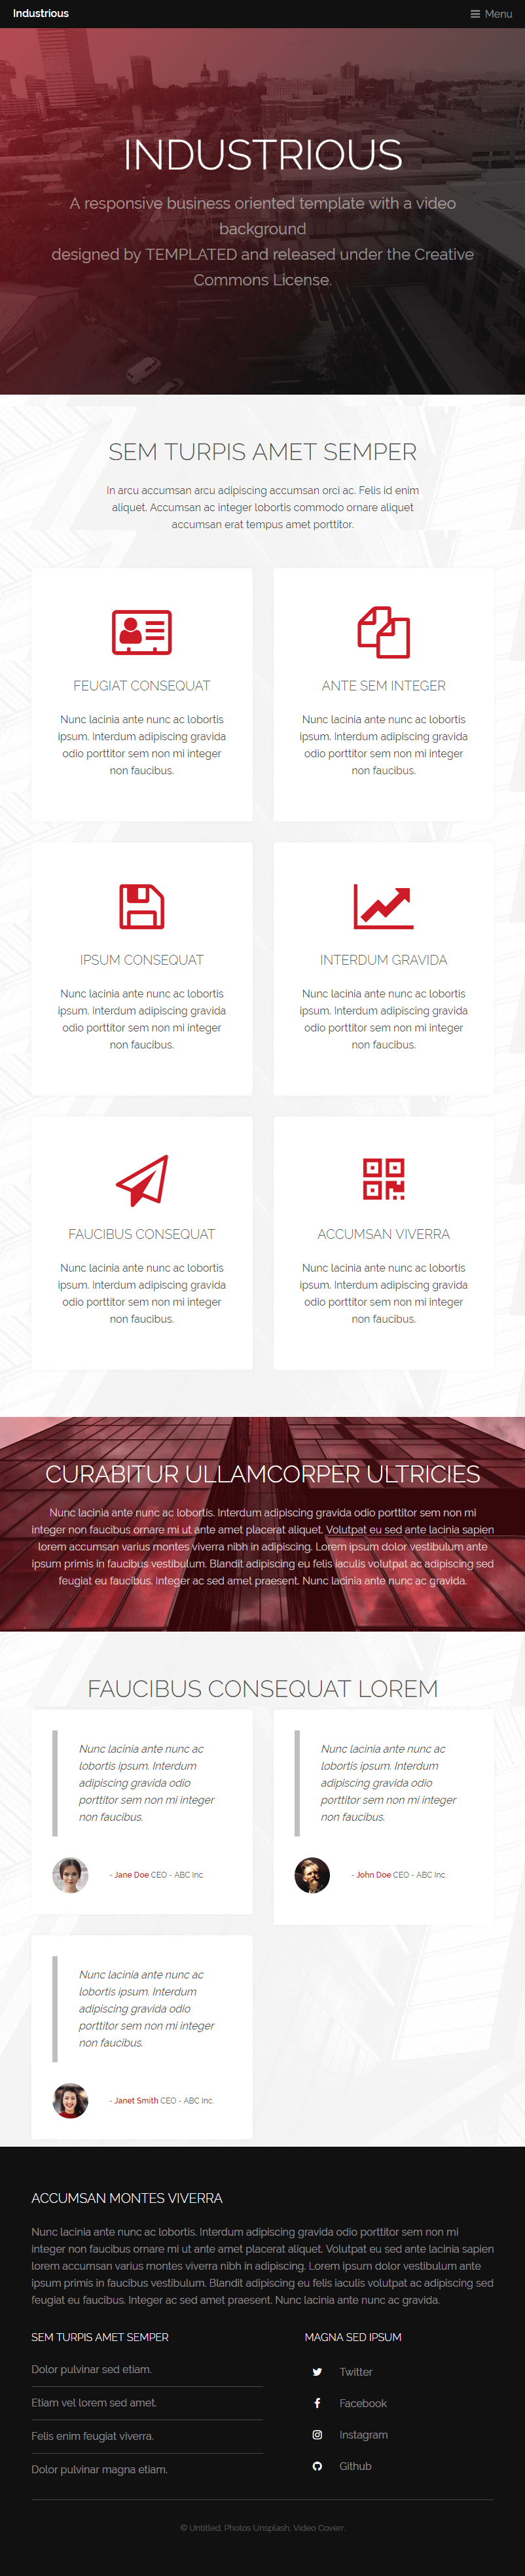 Industrious
Menu
INDUSTRIOUS
A responsive business oriented template with a video
background
designed by TEMPLATED and released under the Creative
Commons License.
SEM TURPIS AMET SEMPER
In arcu accumsan arcu adipiscing accumsan orci ac. Felis id enim
aliquet. Accumsan ac integer lobortis commodo ornare aliquet
accumsan erat tempus amet porttitor.
FEUGIAT CONSEQUAT
Nunc lacinia ante nunc ac lobortis
ipsum. Interdum adipiscing gravida
odio porttitor sem non mi integer
non faucibus.
ANTE SEM INTEGER
Nunc lacinia ante nunc ac lobortis
ipsum. Interdum adipiscing gravida
odio porttitor sem non mi integer
non faucibus.
IPSUM CONSEQUAT
Nunc lacinia ante nunc ac lobortis
ipsum. Interdum adipiscing gravida
odio porttitor sem non mi integer
non faucibus.
INTERDUM GRAVIDA
Nunc lacinia ante nunc ac lobortis
ipsum. Interdum adipiscing gravida
odio porttitor sem non mi integer
non faucibus.
FAUCIBUS CONSEQUAT
Nunc lacinia ante nunc ac lobortis
ipsum. Interdum adipiscing gravida
odio porttitor sem non mi integer
non faucibus.
ACCUMSAN VIVERRA
Nunc lacinia ante nunc ac lobortis
ipsum. Interdum adipiscing gravida
odio porttitor sem non mi integer
non faucibus.
CURABITUR ULLAMCORPER ULTRICIES
Nunc lacinia ante nunc ac lobortis. Interdum adipiscing gravida odio porttitor sem non mi
integer non faucibus ornare mi ut ante amet placerat aliquet. Volutpat eu sed ante lacinia sapien
lorem accumsan varius montes viverra nibh in adipiscing. Lorem ipsum dolor vestibulum ante
ipsum primis in faucibus vestibulum. Blandit adipiscing eu felis iaculis volutpat ac adipiscing sed
feugiat eu faucibus. Integer ac sed amet praesent. Nunc lacinia ante nunc ac gravida.
FAUCIBUS CONSEQUAT LOREM
Nunc lacinia ante nunc ac
lobortis ipsum. Interdum
adipiscing gravida odio
porttitor sem non mi integer
non faucibus.
- Jane Doe CEO - ABC Inc.
Nunc lacinia ante nunc ac
lobortis ipsum. Interdum
adipiscing gravida odio
porttitor sem non mi integer
non faucibus.
- John Doe CEO - ABC Inc.
Nunc lacinia ante nunc ac
lobortis ipsum. Interdum
adipiscing gravida odio
porttitor sem non mi integer
non faucibus.
- Janet Smith CEO - ABC Inc.
ACCUMSAN MONTES VIVERRA
Nunc lacinia ante nunc ac lobortis. Interdum adipiscing gravida odio porttitor sem non mi
integer non faucibus ornare mi ut ante amet placerat aliquet. Volutpat eu sed ante lacinia sapien
lorem accumsan varius montes viverra nibh in adipiscing. Lorem ipsum dolor vestibulum ante
ipsum primis in faucibus vestibulum. Blandit adipiscing eu felis iaculis volutpat ac adipiscing sed
feugiat eu faucibus. Integer ac sed amet praesent. Nunc lacinia ante nunc ac gravida.
SEM TURPIS AMET SEMPER
Dolor pulvinar sed etiam.
Etiam vel lorem sed amet.
Felis enim feugiat viverra.
Dolor pulvinar magna etiam.
MAGNA SED IPSUM
Twitter
Facebook
Instagram
Github
© Untitled. Photos Unsplash, Video Coverr.